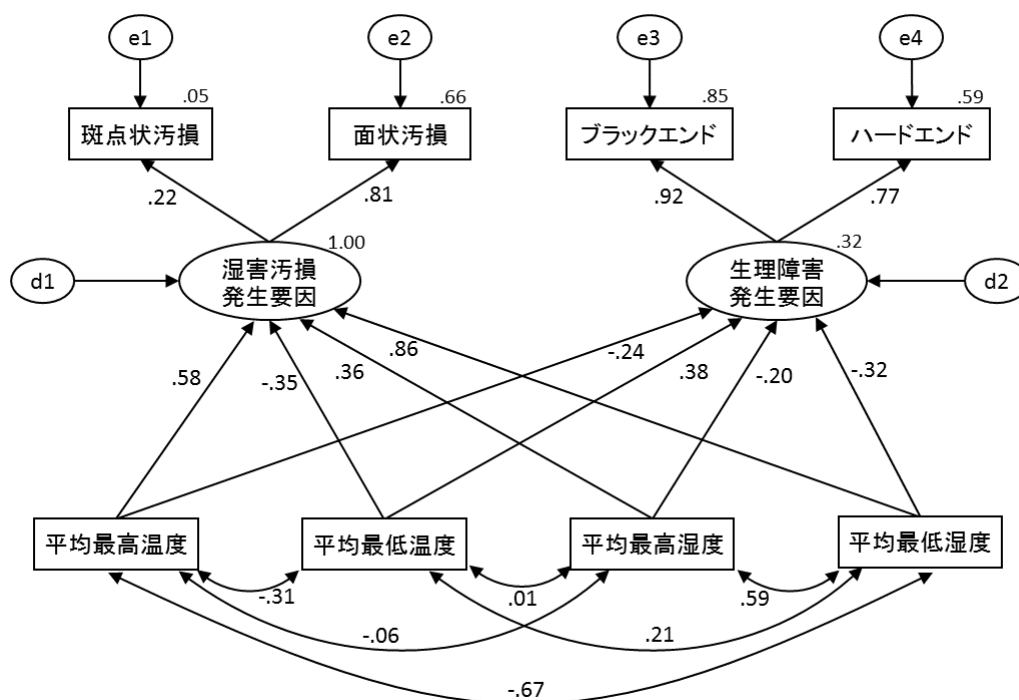 e1
e2
e3
e4
.05
.66
.85
.59
斑点状汚損
面状汚損
ブラックエンド
ハードエンド
.22
.81
.92
.77
1.00
.32
d1
湿害汚損
発生要因
生理障害
発生要因
d2
.58
-.35
.36
.86
-.24
.38
-.20
-.32
平均最高温度
平均最低温度
平均最高湿度
平均最低湿度
-.31
.01
.59
-.06
.21
-.67